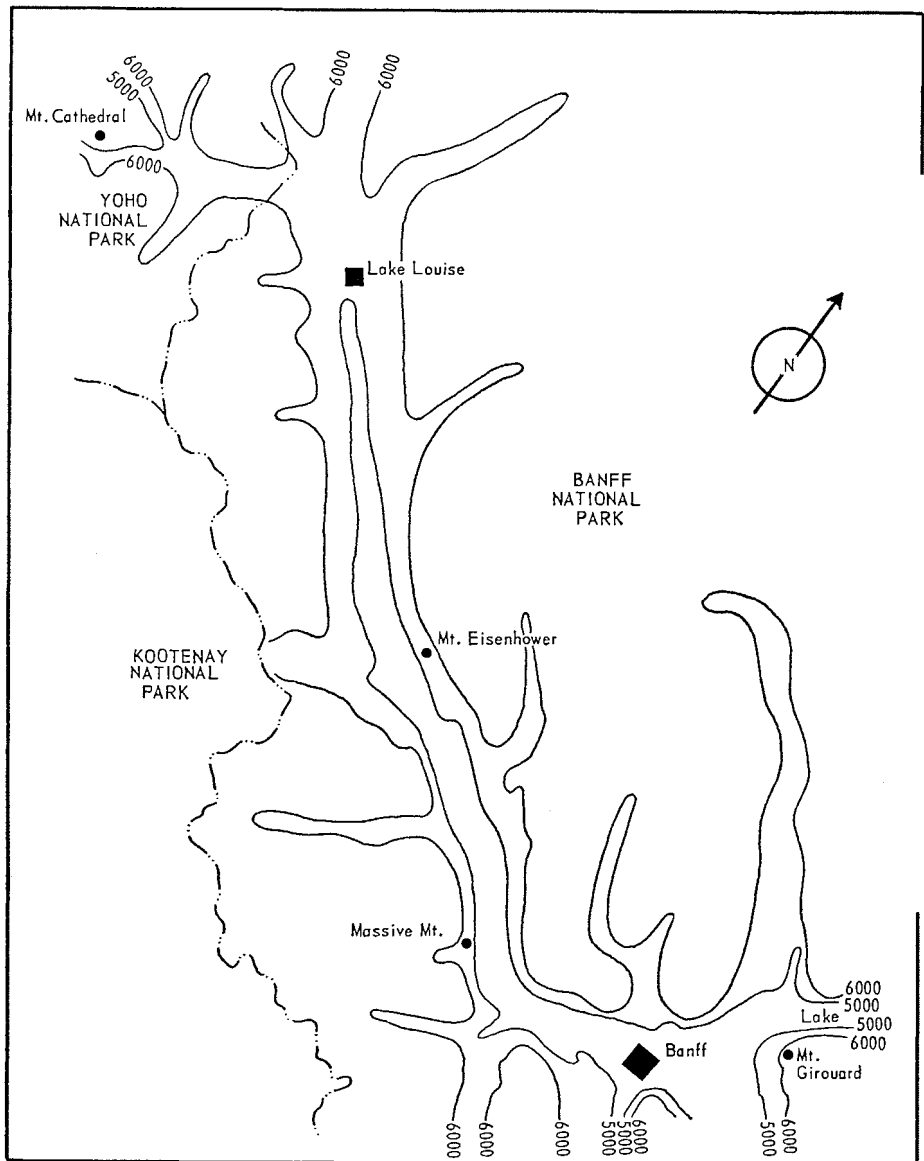 6000
5000
6000
6000
Mt. Cathedral
6000
YOHO
NATIONAL
PARK
Lake Louise
N
BANFF
NATIONAL
PARK
Mt. Eisenhower
KOOTENAY
NATIONAL
PARK
Massive Mt.
6000
5000
Lake
5000
6000
Banff
Mt.
Girouard
6000
6000
6000
5000
5000
6000
5000
6000